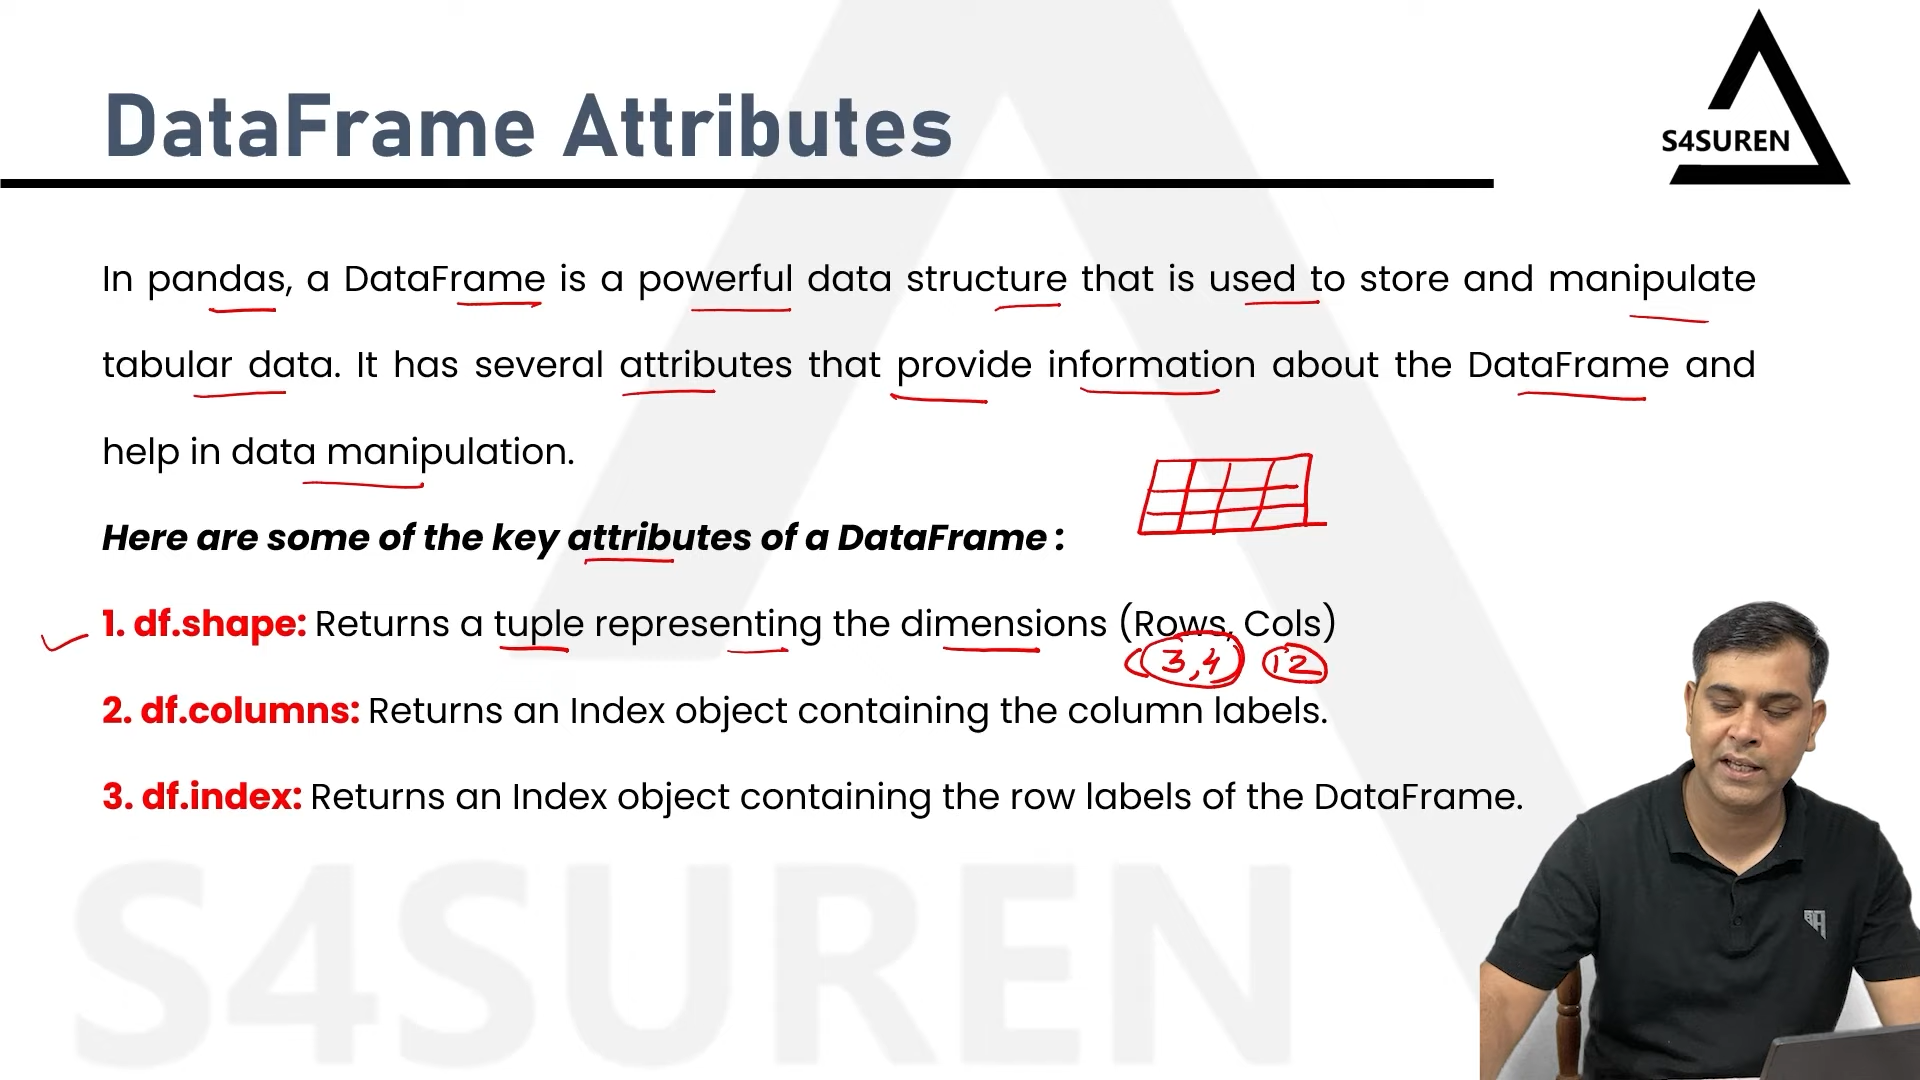 S4SUREN
DataFrame Attributes
In pandas, a DataFrame is a powerful data structure that is used to store and manipulate
tabular data. It has several attributes that provide information about the DataFrame and
help in data manipulation.
Here are some of the key attributes of a DataFrame :
1. df.shape: Returns a tuple representing the dimensions (Rows, Cols)
(3,4) 12
2. df.columns: Returns an Index object containing the column labels.
3. df.index: Returns an Index object containing the row labels of the DataFrame.
S4SUREN